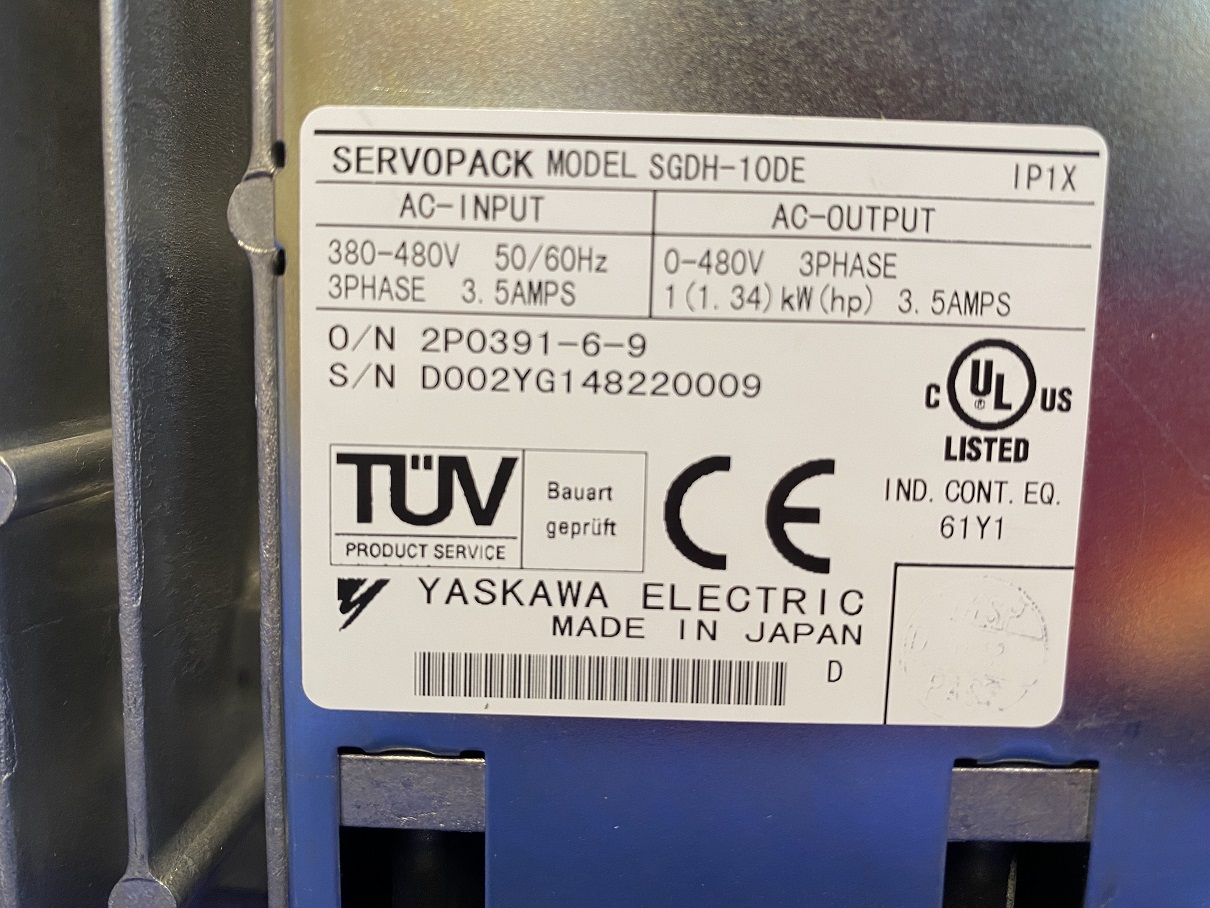 SERVOPACK MODEL SGDH-10DE IP1X
AC-INPUT AC-OUTPUT
380-480V 50/60Hz 0-480V 3PHASE
3PHASE 3.5AMPS 1(1.34)kW(hp) 3.5AMPS
O/N 2P0391-6-9
S/N D002YG148220009
C UL ® US
LISTED
IND. CONT. EQ.
61Y1
TÜV Bauart
geprüft
PRODUCT SERVICE
CE
YASKAWA ELECTRIC
MADE IN JAPAN
D